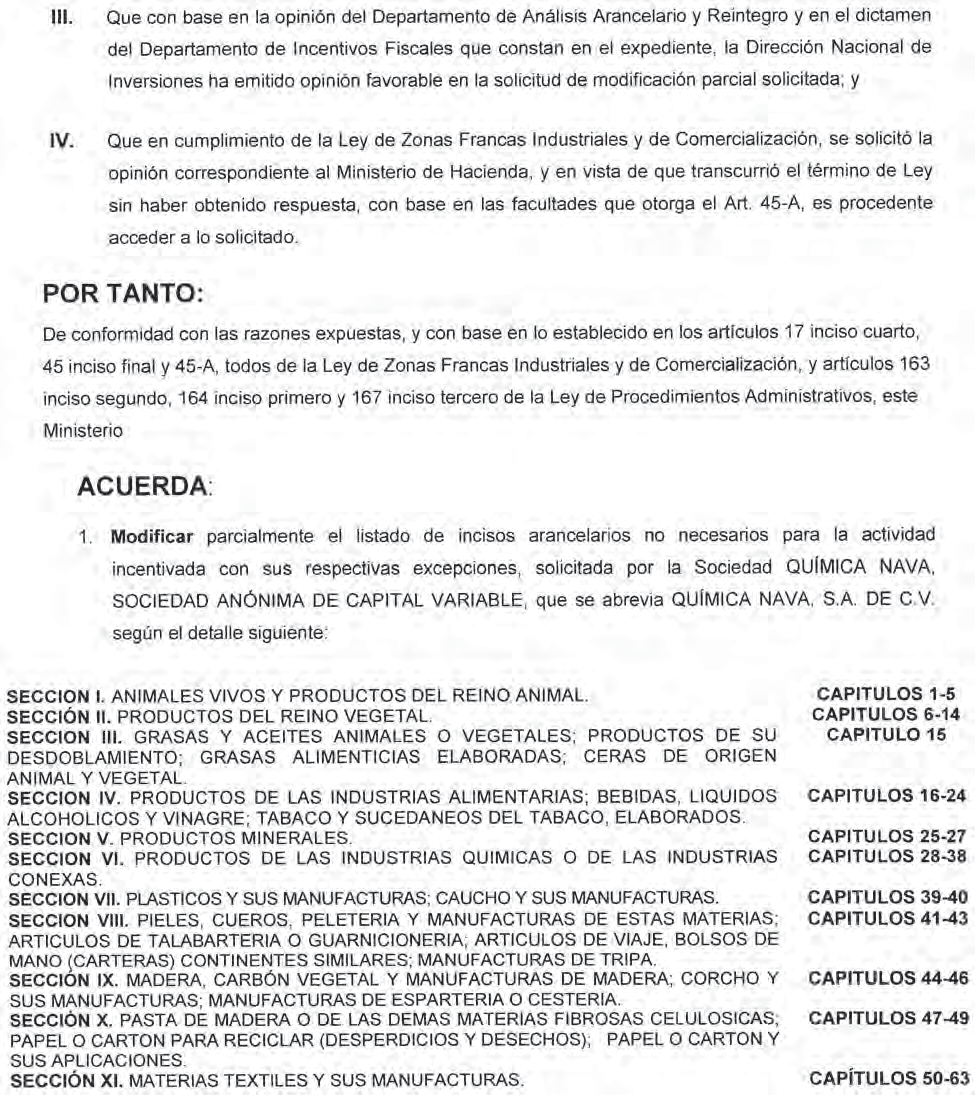 III. Que con base en la opinión del Departamento de Análisis Arancelario y Reintegro y en el dictamen
del Departamento de Incentivos Fiscales que constan en el expediente, la Dirección Nacional de
Inversiones ha emitido opinión favorable en la solicitud de modificación parcial solicitada; y
IV. Que en cumplimiento de la Ley de Zonas Francas Industriales y de Comercialización, se solicitó la
opinión correspondiente al Ministerio de Hacienda, y en vista de que transcurrió el término de Ley
sin haber obtenido respuesta, con base en las facultades que otorga el Art. 45-A, es procedente
acceder a lo solicitado.
POR TANTO:
De conformidad con las razones expuestas, y con base en lo establecido en los artículos 17 inciso cuarto,
45 inciso final y 45-A, todos de la Ley de Zonas Francas Industriales y de Comercialización, y artículos 163
inciso segundo, 164 inciso primero y 167 inciso tercero de la Ley de Procedimientos Administrativos, este
Ministerio
ACUERDA:
1. Modificar parcialmente el listado de incisos arancelarios no necesarios para la actividad
incentivada con sus respectivas excepciones, solicitada por la Sociedad QUÍMICA NAVA,
SOCIEDAD ANÓNIMA DE CAPITAL VARIABLE, que se abrevia QUÍMICA NAVA, S.A. DE C.V.
según el detalle siguiente:
SECCION I. ANIMALES VIVOS Y PRODUCTOS DEL REINO ANIMAL. CAPITULOS 1-5
SECCIÓN II. PRODUCTOS DEL REINO VEGETAL. CAPITULOS 6-14
SECCION III. GRASAS Y ACEITES ANIMALES O VEGETALES; PRODUCTOS DE SU CAPITULO 15
DESDOBLAMIENTO; GRASAS ALIMENTICIAS ELABORADAS; CERAS DE ORIGEN
ANIMAL Y VEGETAL.
SECCION IV. PRODUCTOS DE LAS INDUSTRIAS ALIMENTARIAS; BEBIDAS, LIQUIDOS CAPITULOS 16-24
ALCOHOLICOS Y VINAGRE; TABACO Y SUCEDANEOS DEL TABACO, ELABORADOS.
SECCION V. PRODUCTOS MINERALES. CAPITULOS 25-27
SECCION VI. PRODUCTOS DE LAS INDUSTRIAS QUIMICAS O DE LAS INDUSTRIAS CAPITULOS 28-38
CONEXAS.
SECCION VII. PLASTICOS Y SUS MANUFACTURAS; CAUCHO Y SUS MANUFACTURAS. CAPITULOS 39-40
SECCION VIII. PIELES, CUEROS, PELETERIA Y MANUFACTURAS DE ESTAS MATERIAS; CAPITULOS 41-43
ARTICULOS DE TALABARTERIA O GUARNICIONERIA; ARTICULOS DE VIAJE, BOLSOS DE
MANO (CARTERAS) CONTINENTES SIMILARES; MANUFACTURAS DE TRIPA.
SECCIÓN IX. MADERA, CARBÓN VEGETAL Y MANUFACTURAS DE MADERA; CORCHO Y CAPITULOS 44-46
SUS MANUFACTURAS; MANUFACTURAS DE ESPARTERIA O CESTERIA.
SECCIÓN X. PASTA DE MADERA O DE LAS DEMAS MATERIAS FIBROSAS CELULOSICAS; CAPITULOS 47-49
PAPEL O CARTON PARA RECICLAR (DESPERDICIOS Y DESECHOS); PAPEL O CARTON Y
SUS APLICACIONES.
SECCIÓN XI. MATERIAS TEXTILES Y SUS MANUFACTURAS. CAPÍTULOS 50-63